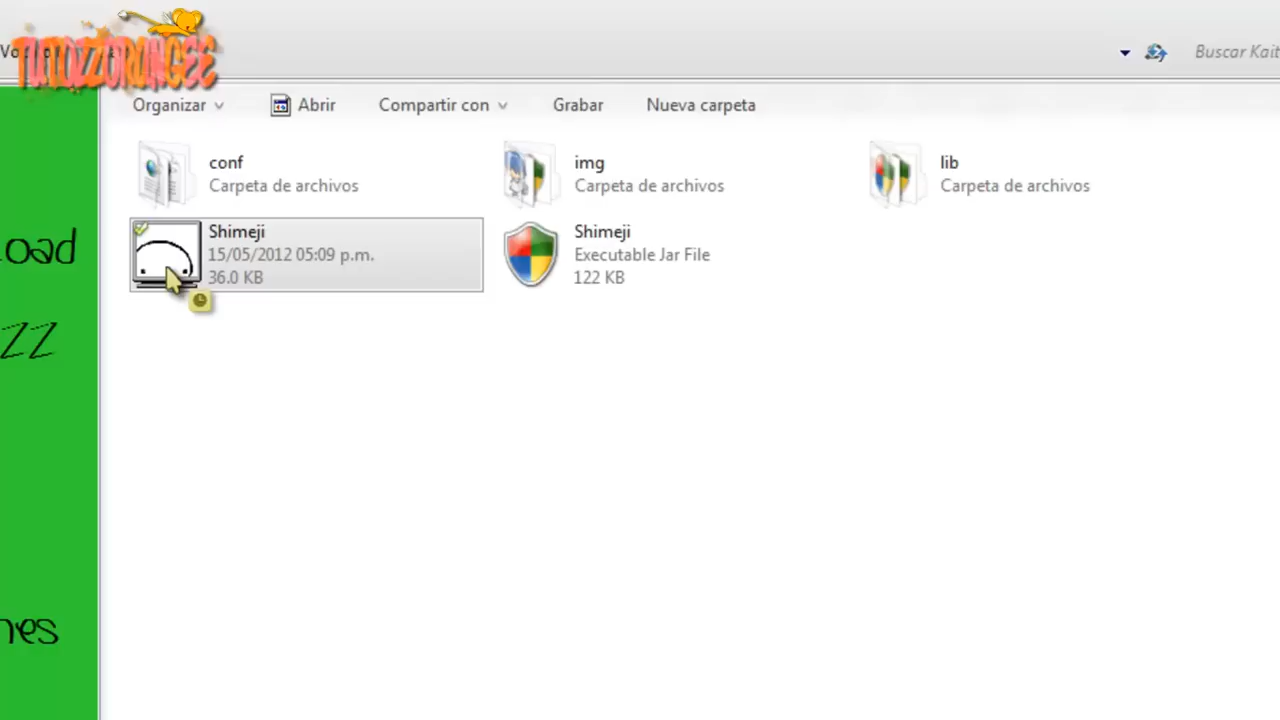 TUTOZZORANGEE
Buscar Kait
Organizar
Abrir
Compartir con
Grabar
Nueva carpeta
conf
Carpeta de archivos
img
Carpeta de archivos
lib
Carpeta de archivos
Shimeji
15/05/2012 05:09 p.m.
36.0 KB
Shimeji
Executable Jar File
122 KB
load
ZZ
nes